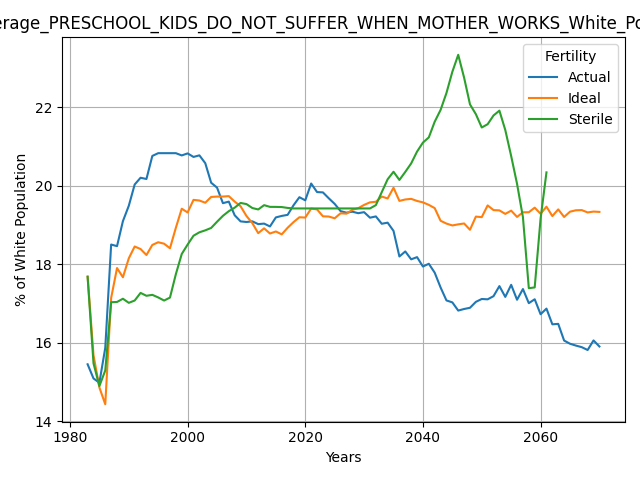 erage_PRESCHOOL_KIDS_DO_NOT_SUFFER_WHEN_MOTHER_WORKS_White_Po
Fertility
Actual
Ideal
Sterile
% of White Population
22
20
18
16
14
1980
2000
2020
2040
2060
Years